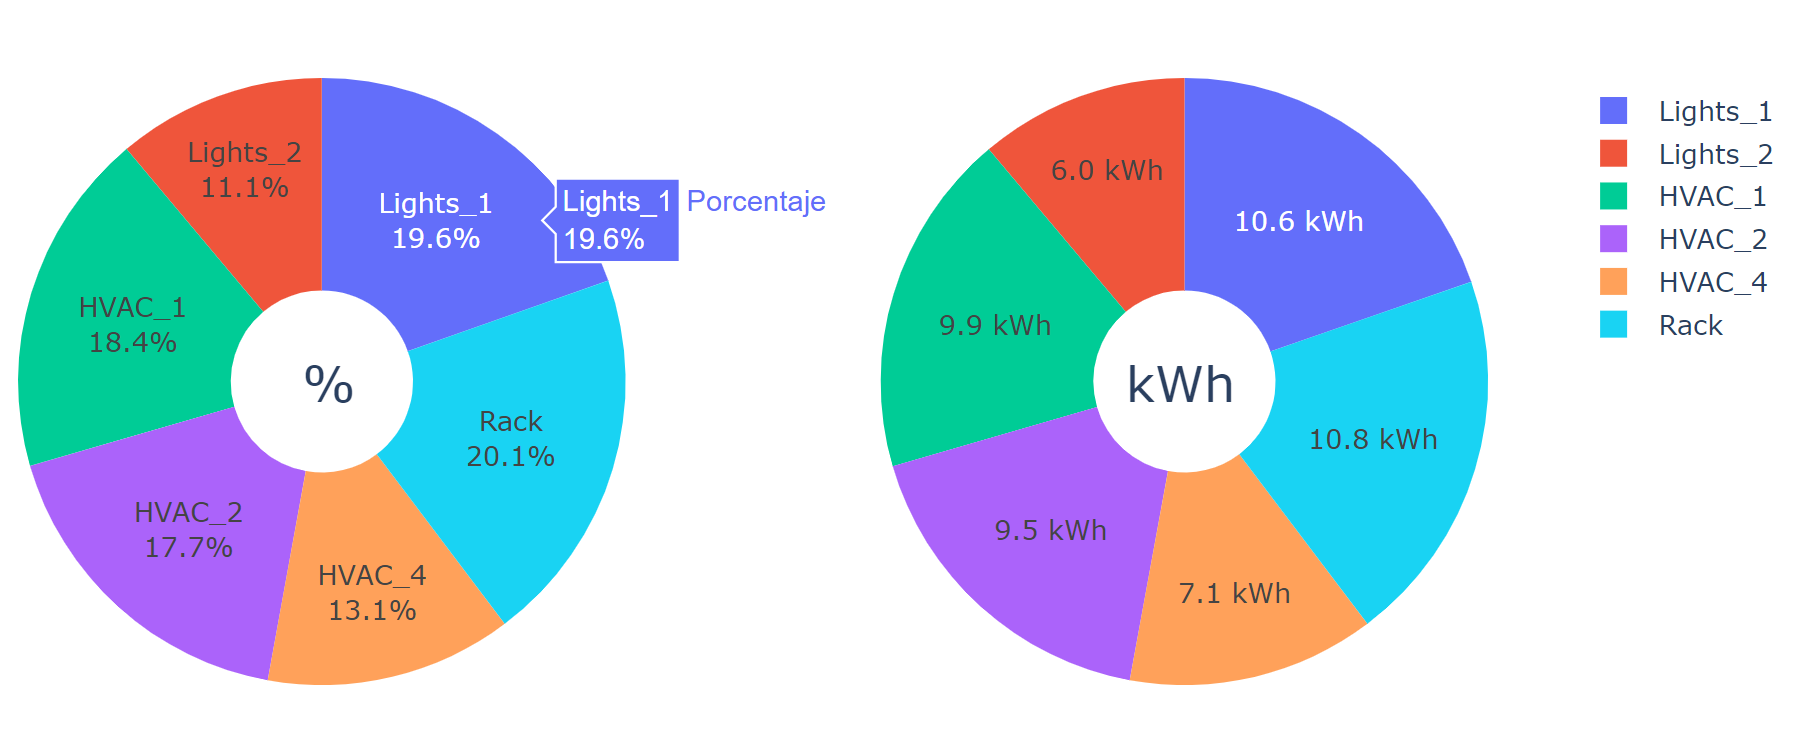 Lights_2
11.1%
Lights_1
19.6%
Lights_1
19.6%
Porcentaje
HVAC_1
18.4%
%
Rack
20.1%
HVAC_2
17.7%
HVAC_4
13.1%
6.0 kWh
10.6 kWh
9.9 kWh
kWh
10.8 kWh
9.5 kWh
7.1 kWh
Lights_1
Lights_2
HVAC_1
HVAC_2
HVAC_4
Rack